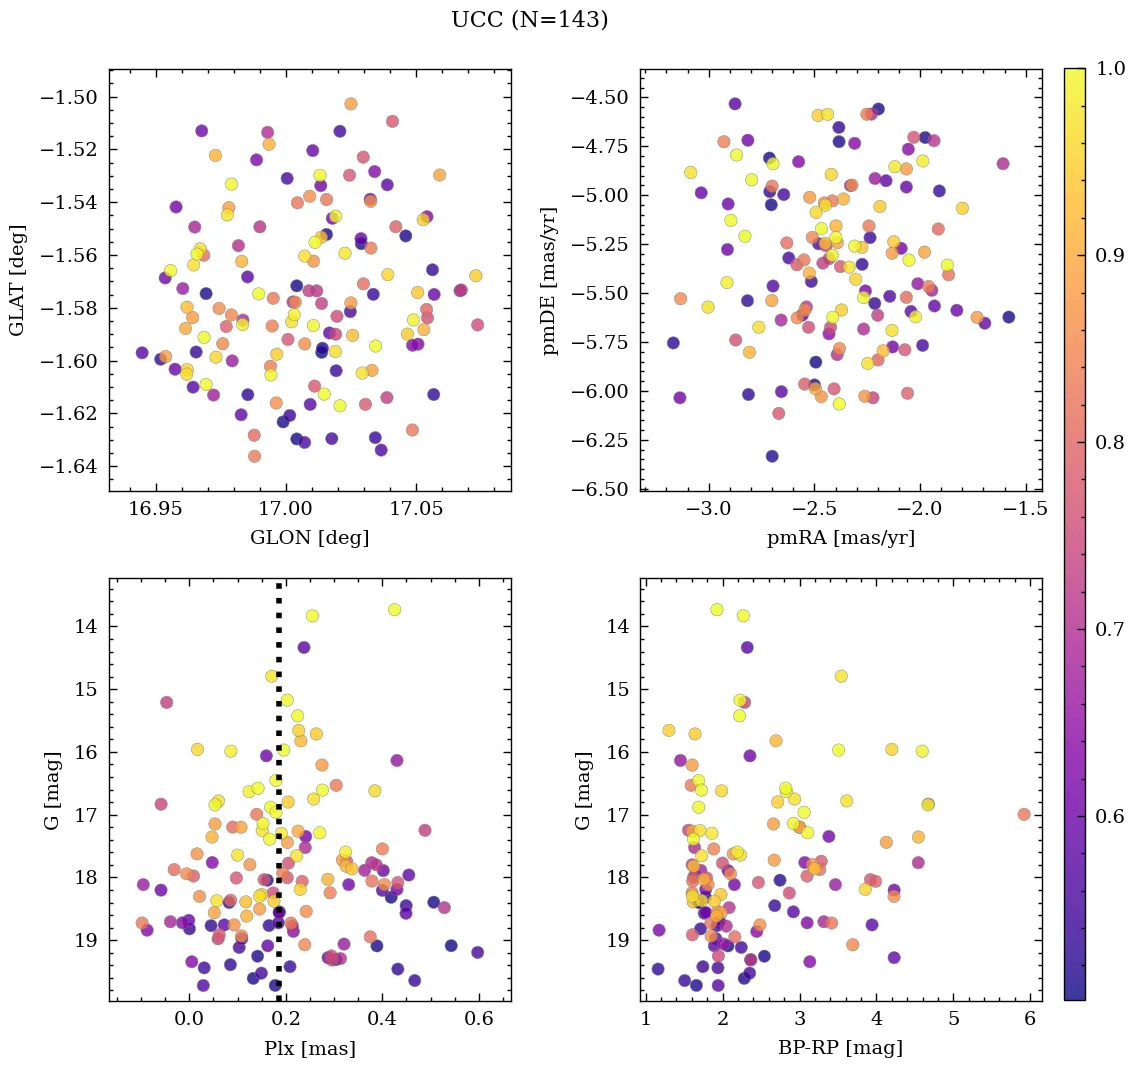 UCC (N=143)
−1.50
−1.52
−1.54
−1.56
−1.58
−1.60
−1.62
−1.64
GLAT [deg]
16.95 17.00 17.05
GLON [deg]
−4.50
−4.75
−5.00
−5.25
−5.50
−5.75
−6.00
−6.25
−6.50
pmDE [mas/yr]
−3.0 −2.5 −2.0 −1.5
pmRA [mas/yr]
14
15
16
17
18
19
G [mag]
0.0 0.2 0.4 0.6
Plx [mas]
14
15
16
17
18
19
G [mag]
1 2 3 4 5 6
BP-RP [mag]
1.0
0.9
0.8
0.7
0.6